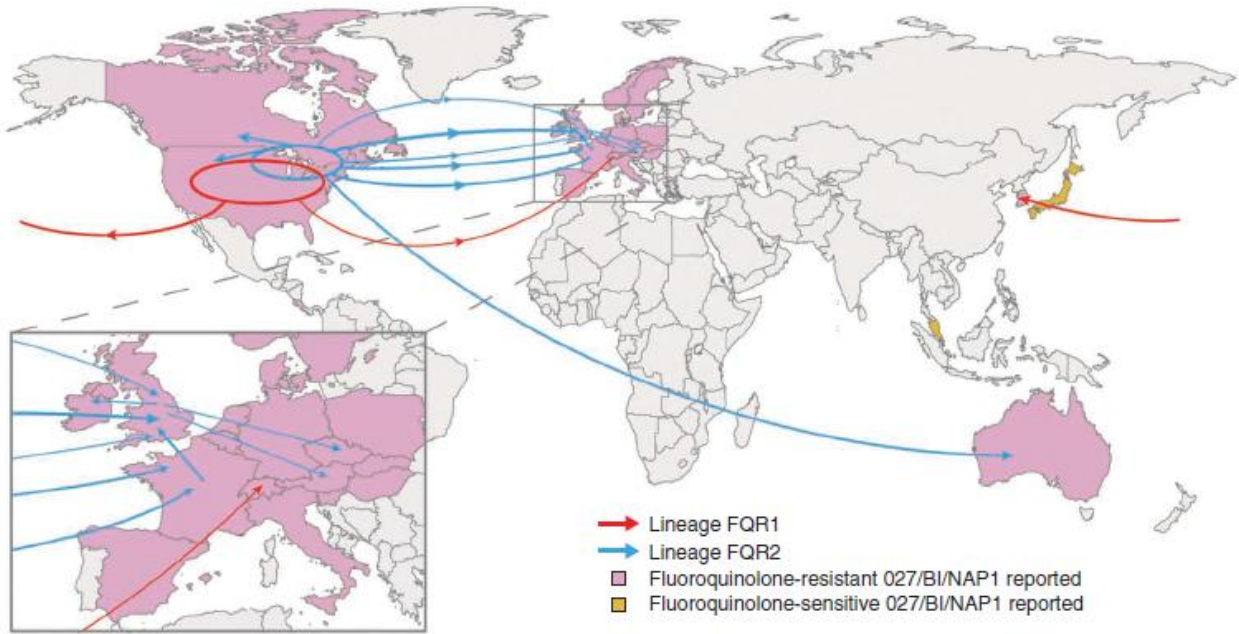 Lineage FQR1
Lineage FQR2
Fluoroquinolone-resistant 027/BI/NAP1 reported
Fluoroquinolone-sensitive 027/BI/NAP1 reported